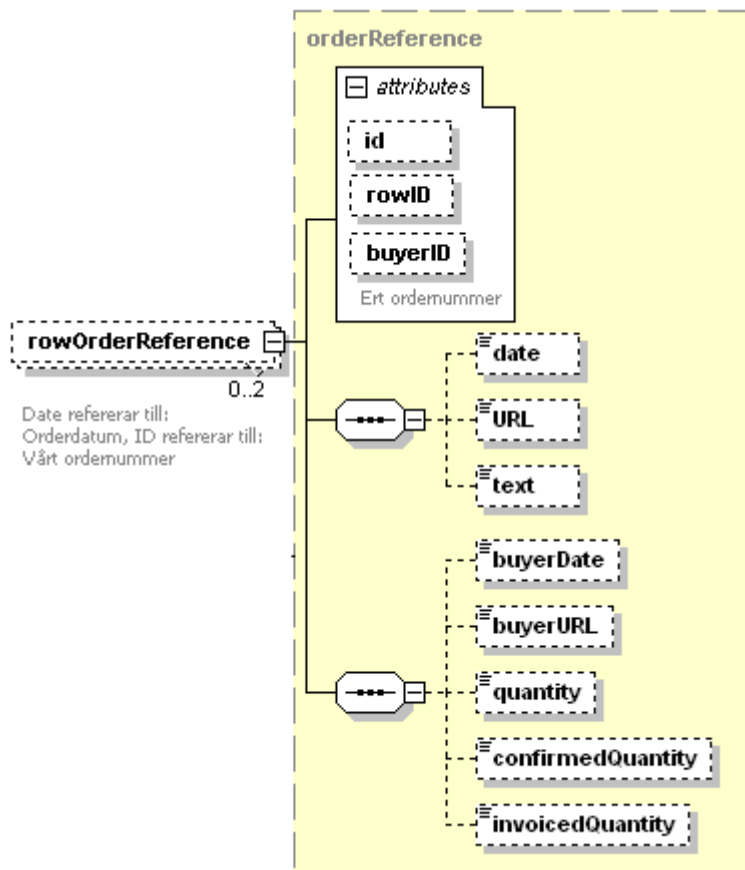 orderReference
attributes
id
rowID
buyerID
Ert ordernummer
rowOrderReference
0..2
Date refererar till:
Orderdatum, ID refererar till:
Vårt ordernummer
date
URL
text
buyerDate
buyerURL
quantity
confirmedQuantity
invoicedQuantity